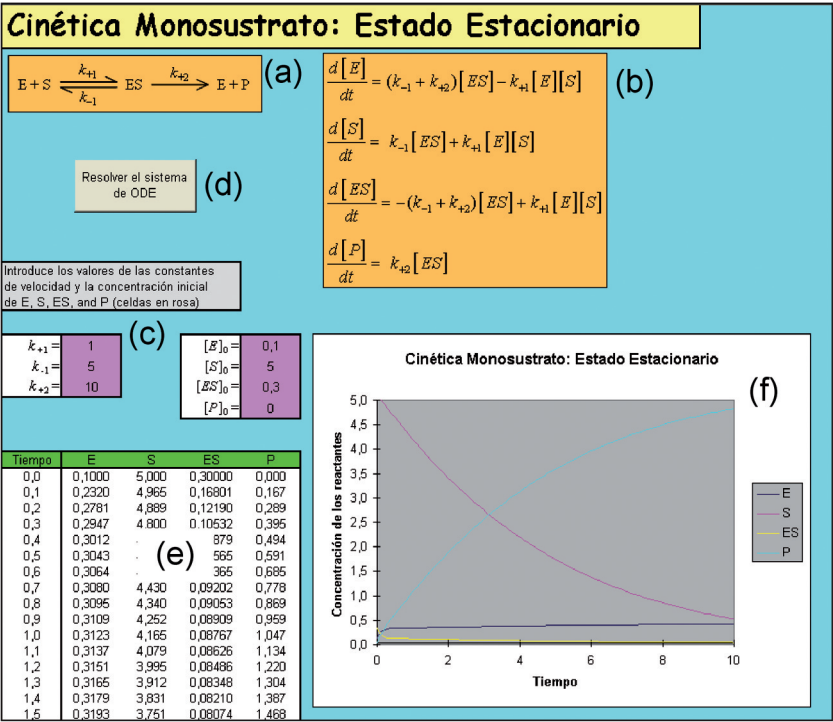 Cinética Monosustrato: Estado Estacionario
E + S k+1 k-1 ES k+2 E + P (a)
d[E]/dt = (k-1 + k+2)[ES] − k+1[E][S] (b)
d[S]/dt = k-1[ES] + k+1[E][S]
d[ES]/dt = −(k-1 + k+2)[ES] + k+1[E][S]
d[P]/dt = k+2[ES]
Resolver el sistema
de ODE
(d)
Introduce los valores de las constantes
de velocidad y la concentración inicial
de E, S, ES, and P (celdas en rosa)
(c)
k+1= 1
k-1= 5
k+2= 10
[E]0= 0,1
[S]0= 5
[ES]0= 0,3
[P]0= 0
Tiempo E S ES P
0,0 0,1000 5,000 0,30000 0,000
0,1 0,2320 4,965 0,16801 0,167
0,2 0,2781 4,889 0,12190 0,289
0,3 0,2947 4,800 0,10532 0,395
0,4 0,3012 879 0,494
0,5 0,3043 565 0,591
0,6 0,3064 365 0,685
(e)
0,7 0,3080 4,430 0,09202 0,778
0,8 0,3095 4,340 0,09053 0,869
0,9 0,3109 4,252 0,08909 0,959
1,0 0,3123 4,165 0,08767 1,047
1,1 0,3137 4,079 0,08626 1,134
1,2 0,3151 3,995 0,08486 1,220
1,3 0,3165 3,912 0,08348 1,304
1,4 0,3179 3,831 0,08210 1,387
1,5 0,3193 3,751 0,08074 1,468
Cinética Monosustrato: Estado Estacionario
(f)
Concentración de los reactantes
5,0
4,5
4,0
3,5
3,0
2,5
2,0
1,5
1,0
0,5
0,0
0 2 4 6 8 10
Tiempo
E
S
ES
P